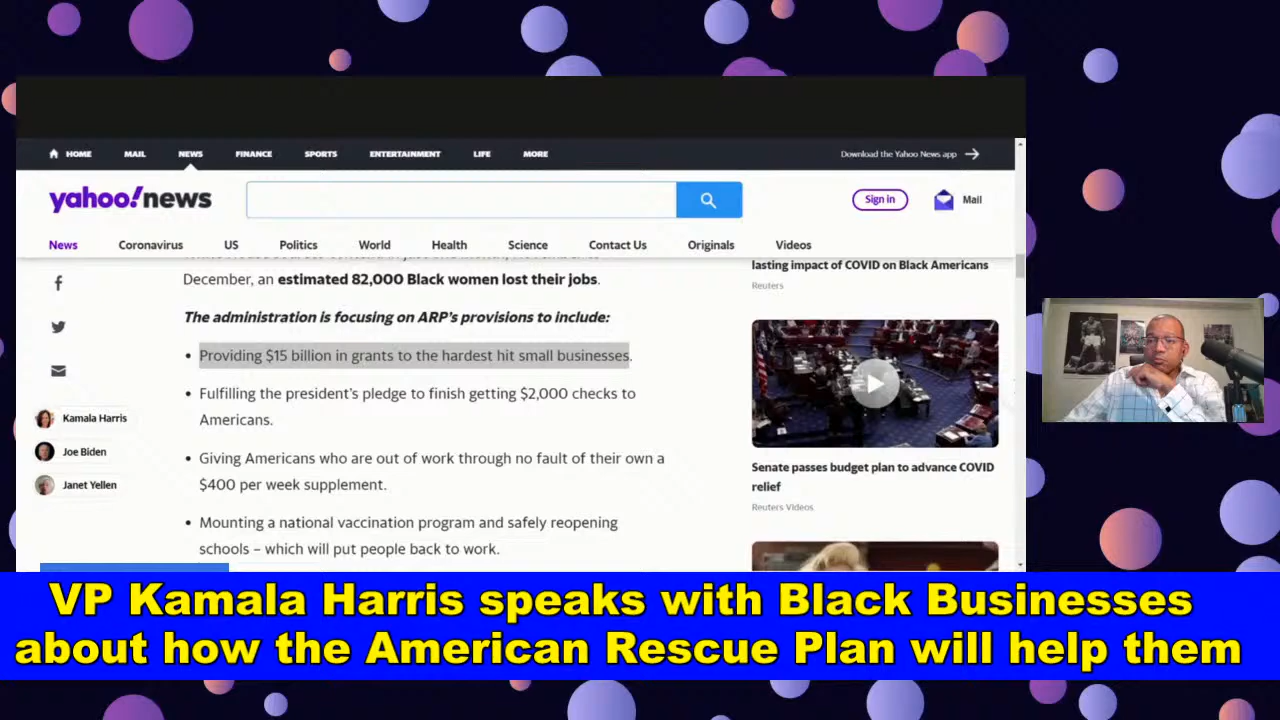 HOME MAIL NEWS FINANCE SPORTS ENTERTAINMENT LIFE MORE Download the Yahoo News app
yahoo!news Sign in Mail
News Coronavirus US Politics World Health Science Contact Us Originals Videos
December, an estimated 82,000 Black women lost their jobs.
The administration is focusing on ARP's provisions to include:
• Providing $15 billion in grants to the hardest hit small businesses.
• Fulfilling the president's pledge to finish getting $2,000 checks to
Americans.
• Giving Americans who are out of work through no fault of their own a
$400 per week supplement.
• Mounting a national vaccination program and safely reopening
schools – which will put people back to work.
Kamala Harris
Joe Biden
Janet Yellen
lasting impact of COVID on Black Americans
Reuters
Senate passes budget plan to advance COVID
relief
Reuters Videos
VP Kamala Harris speaks with Black Businesses
about how the American Rescue Plan will help them